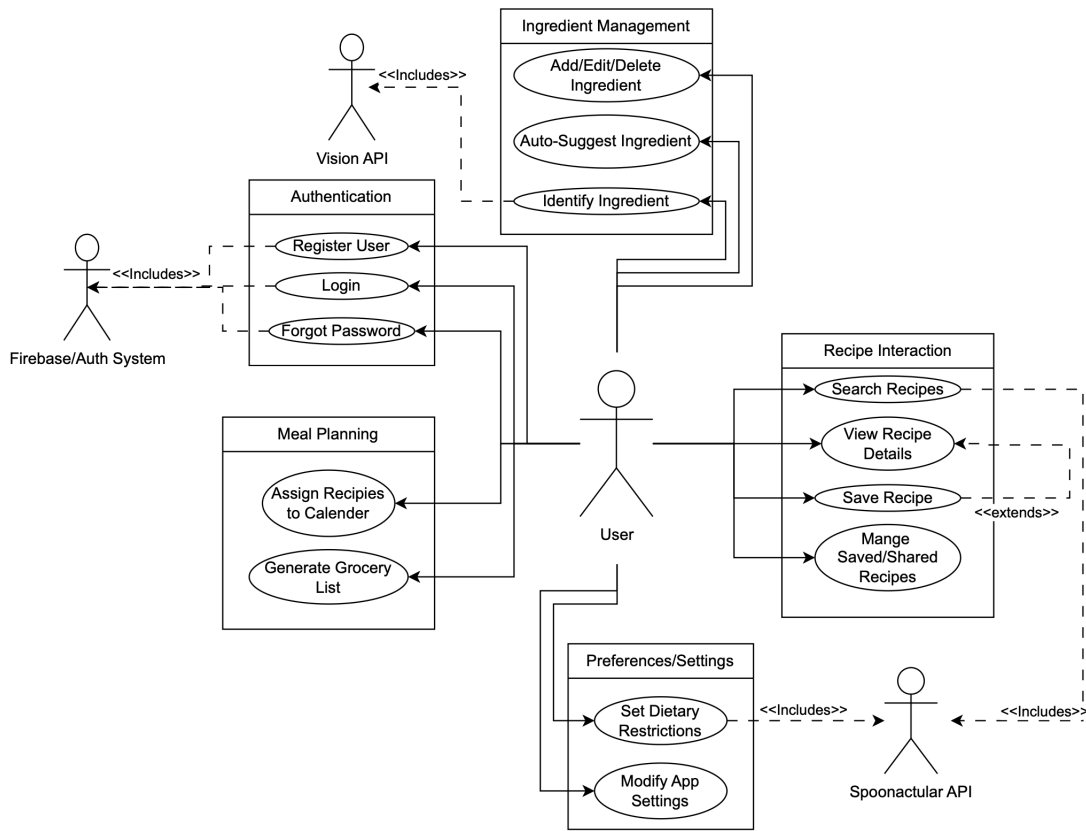 Ingredient Management
Add/Edit/Delete
Ingredient
Auto-Suggest Ingredient
Identify Ingredient
<<Includes>>
Vision API
Authentication
Register User
Login
Forgot Password
<<Includes>>
Firebase/Auth System
Meal Planning
Assign Recipies
to Calender
Generate Grocery
List
User
Recipe Interaction
Search Recipes
View Recipe
Details
Save Recipe
<<extends>>
Mange
Saved/Shared
Recipes
Preferences/Settings
Set Dietary
Restrictions
Modify App
Settings
<<Includes>>
<<Includes>>
Spoonactular API